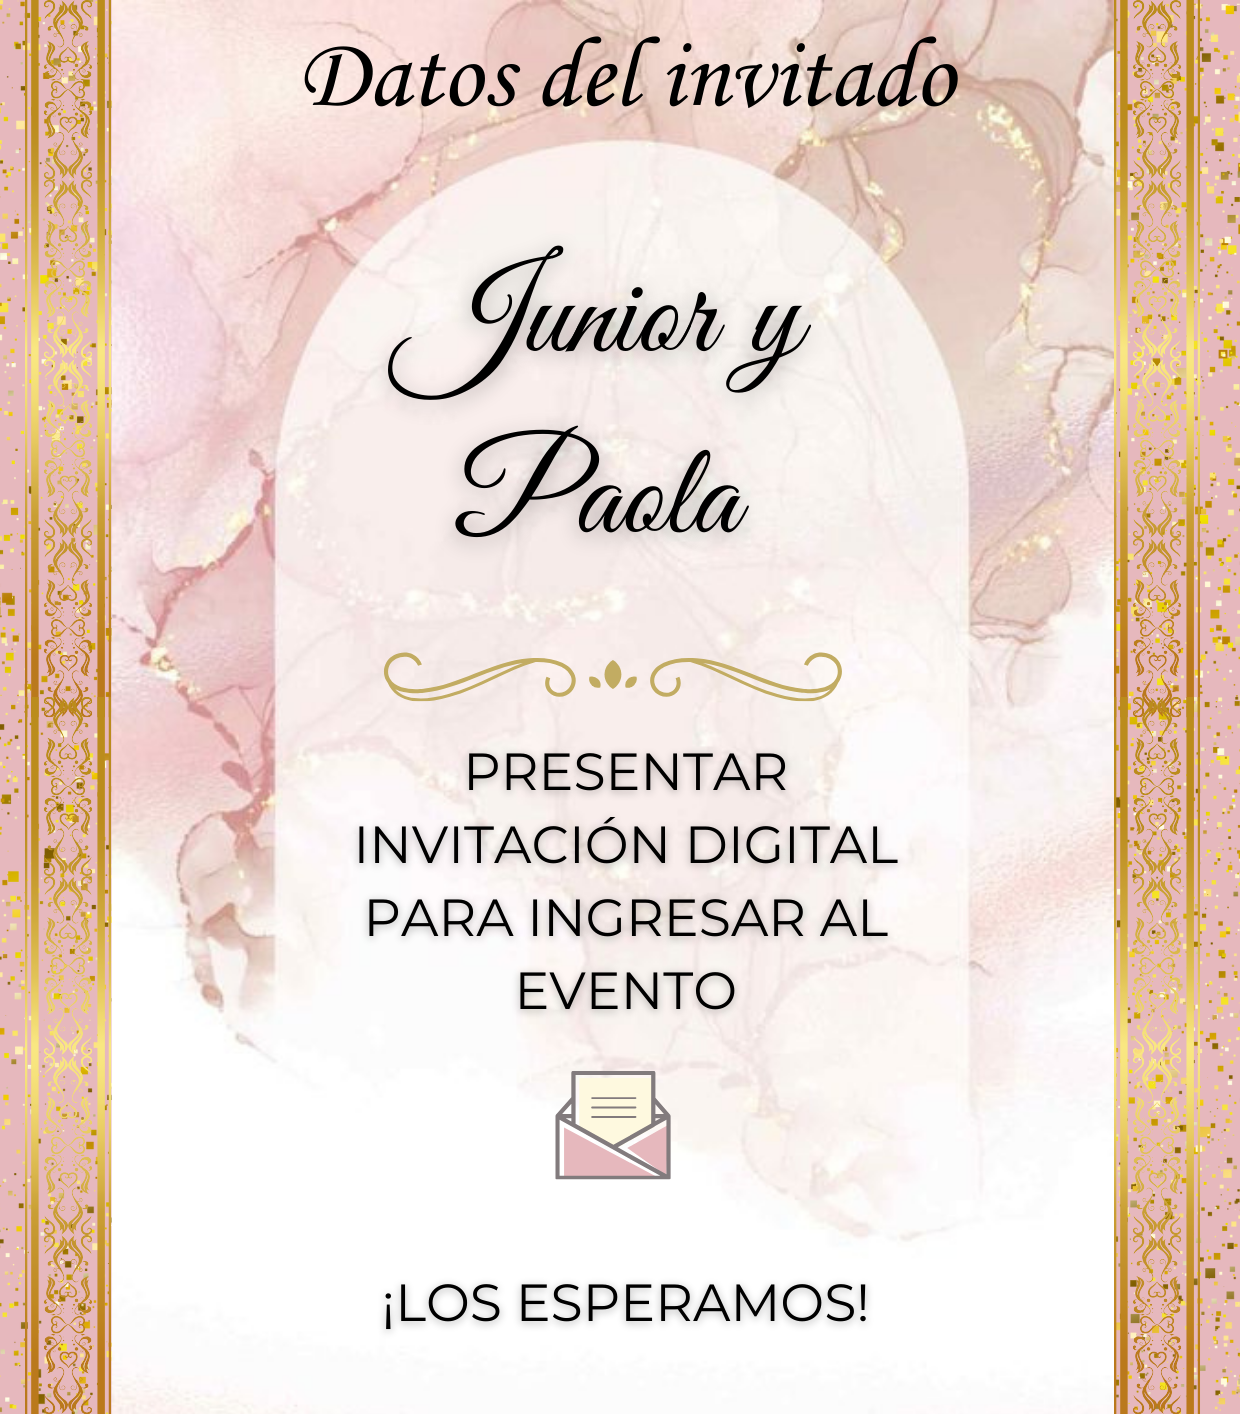 Datos del invitado
Junior y
Paola
PRESENTAR
INVITACIÓN DIGITAL
PARA INGRESAR AL
EVENTO
¡LOS ESPERAMOS!